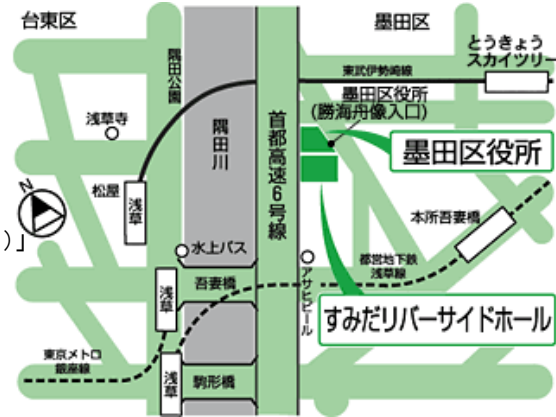 台東区
墨田区
とうきょう
スカイツリー
東武伊勢崎線
隅田公園
墨田区役所
(勝海舟像入口)
浅草寺
隅田川
首都高速6号線
墨田区役所
N
松屋
浅草
)」
本所吾妻橋
水上バス
都営地下鉄
浅草線
吾妻橋
アサヒビール
浅草
すみだリバーサイドホール
東京メトロ
銀座線
浅草
駒形橋